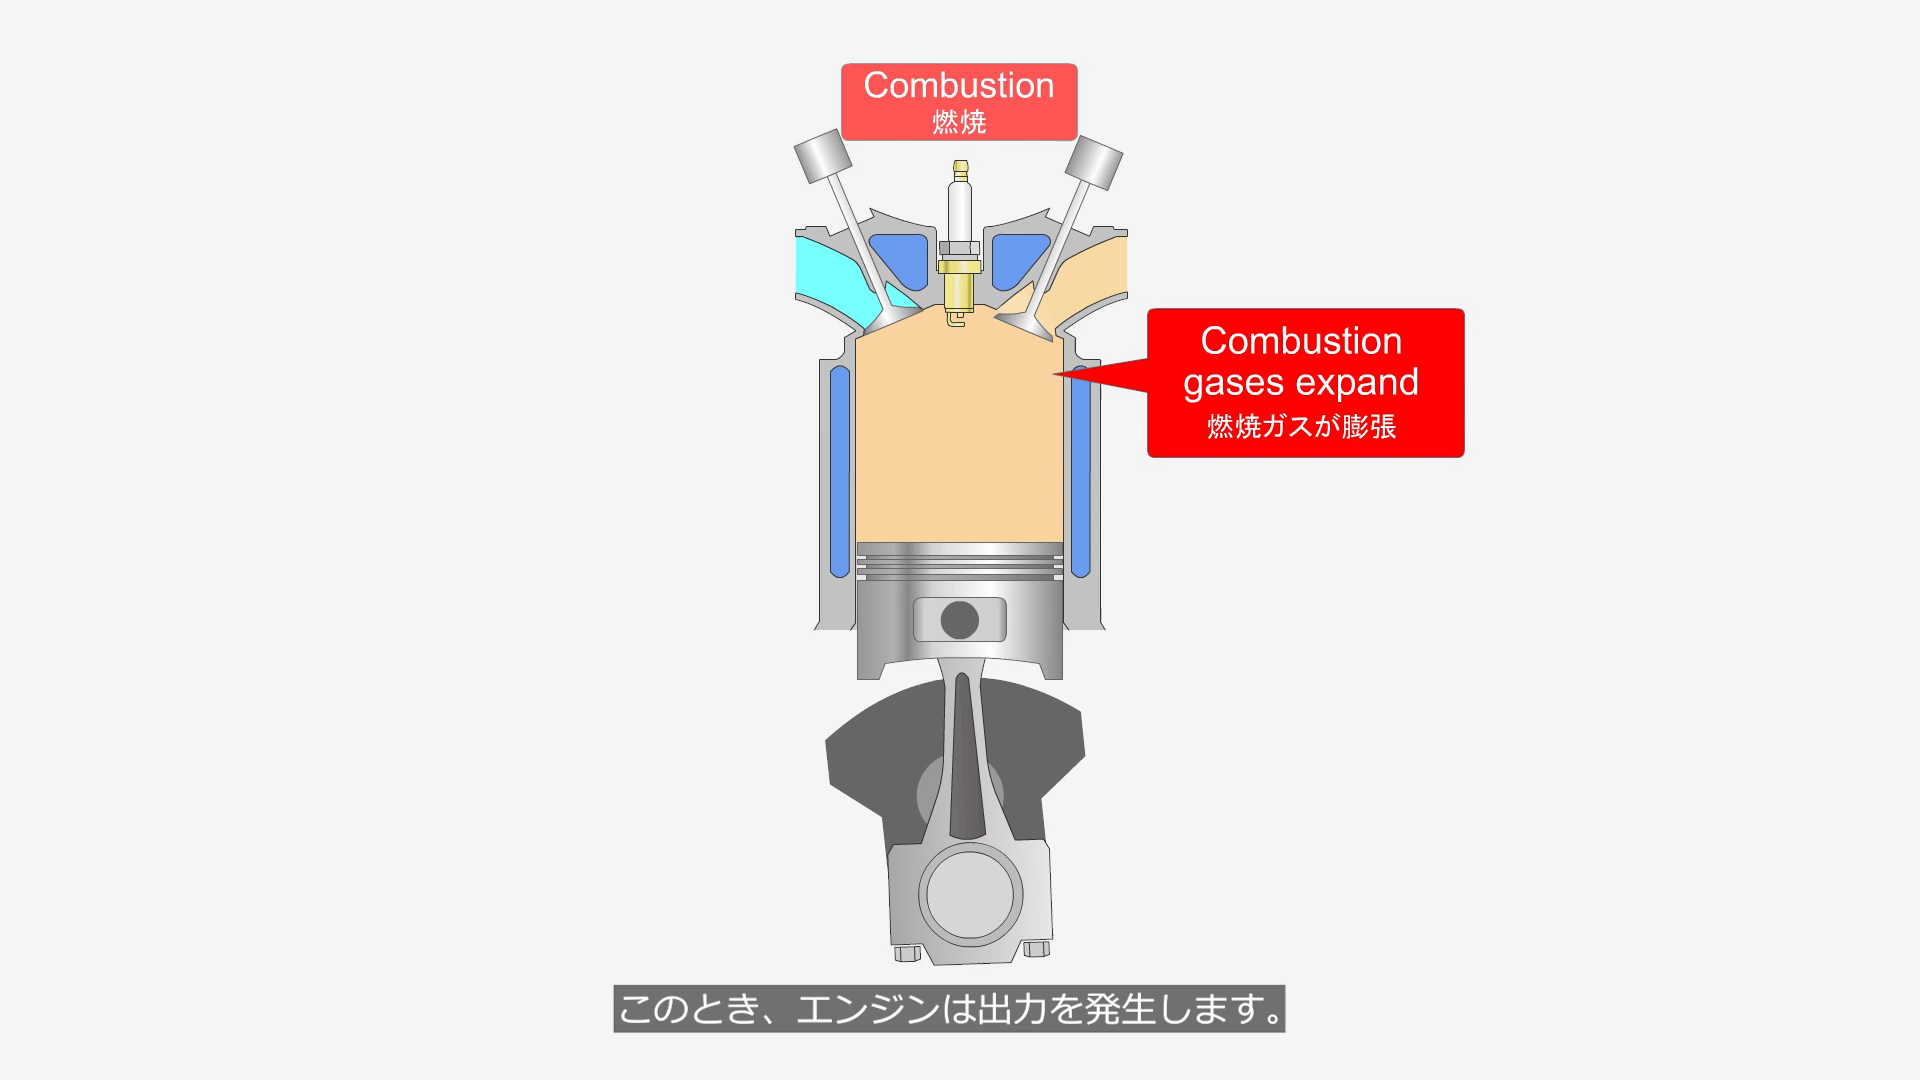 Combustion
燃焼
Combustion
gases expand
燃焼ガスが膨張
このとき、エンジンは出力を発生します。